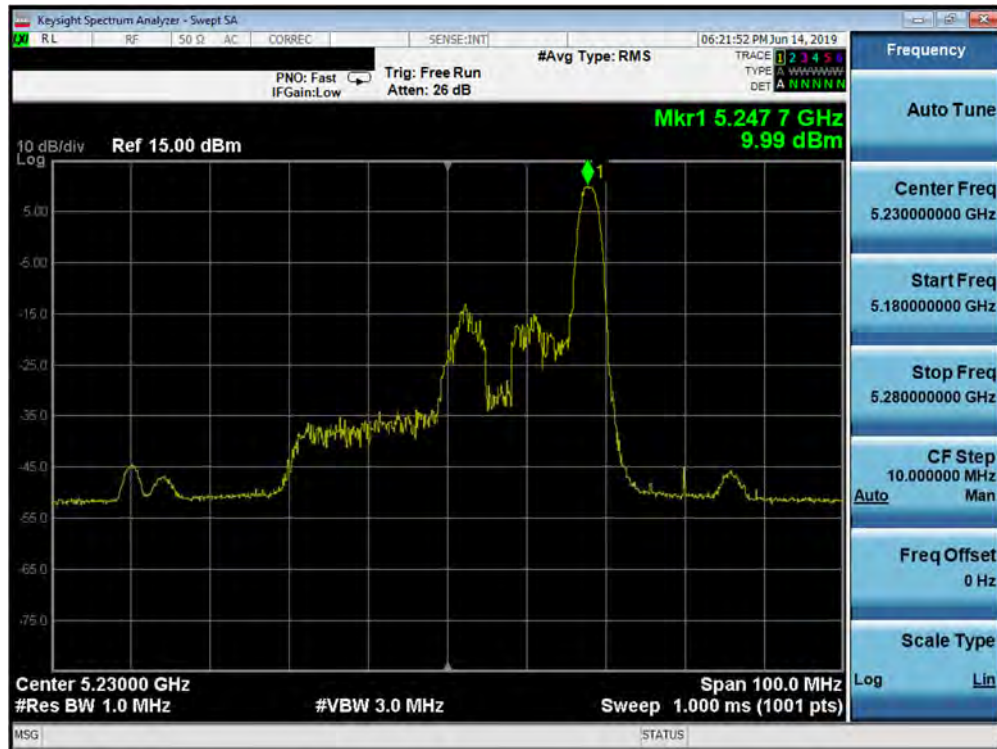 Keysight Spectrum Analyzer - Swept SA
LXI RL RF 50 Ω AC CORREC SENSE:INT 06:21:52 PM Jun 14, 2019
#Avg Type: RMS
TRACE 1 2 3 4 5 6
PNO: Fast Trig: Free Run TYPE A WWWWW
IFGain:Low Atten: 26 dB DET A N N N N N
Mkr1 5.247 7 GHz
9.99 dBm
10 dB/div Ref 15.00 dBm
Log
1
5.00
-5.00
-15.0
-25.0
-35.0
-45.0
-55.0
-65.0
-75.0
Center 5.23000 GHz Span 100.0 MHz
#Res BW 1.0 MHz #VBW 3.0 MHz Sweep 1.000 ms (1001 pts)
MSG STATUS
Frequency
Auto Tune
Center Freq
5.230000000 GHz
Start Freq
5.180000000 GHz
Stop Freq
5.280000000 GHz
CF Step
10.000000 MHz
Auto Man
Freq Offset
0 Hz
Scale Type
Log Lin